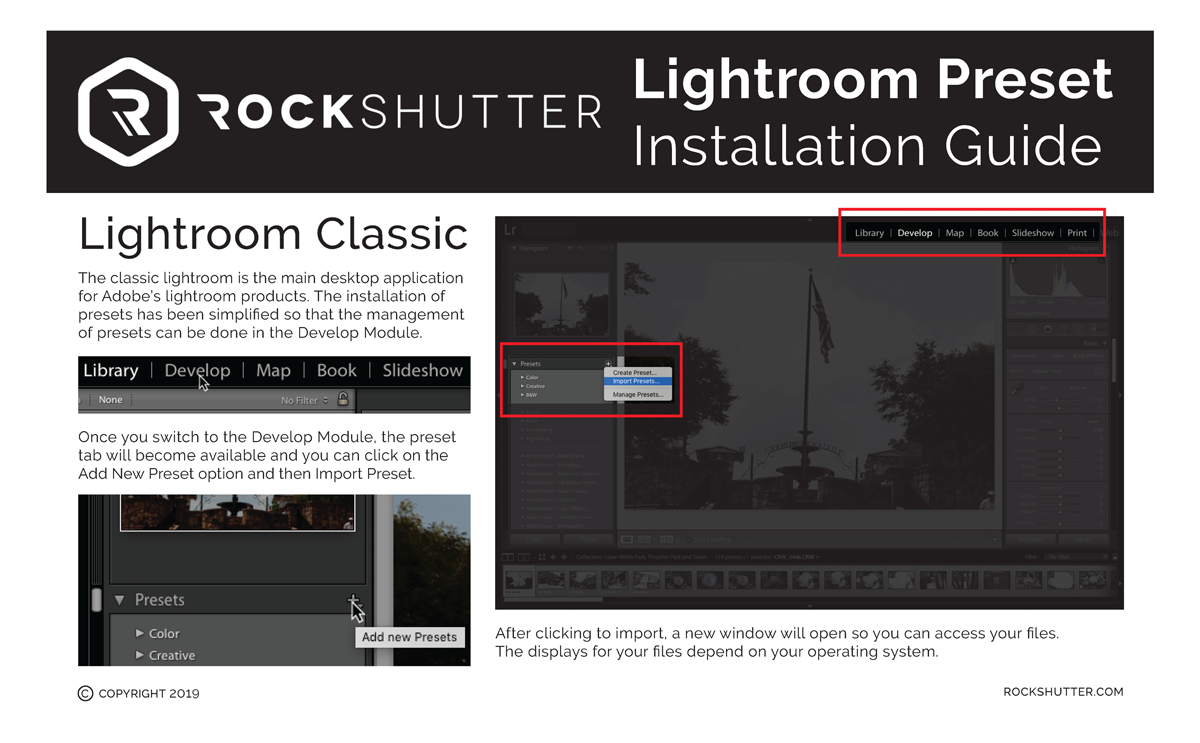 ROCKSHUTTER
Lightroom Preset
Installation Guide
Lightroom Classic
The classic lightroom is the main desktop application
for Adobe's lightroom products. The installation of
presets has been simplified so that the management
of presets can be done in the Develop Module.
Library | Develop | Map | Book | Slideshow
None
No Filter
Once you switch to the Develop Module, the preset
tab will become available and you can click on the
Add New Preset option and then Import Preset.
Presets
Add new Presets
Color
Creative
Lr
Library | Develop | Map | Book | Slideshow | Print | Web
Navigator
Histogram
Presets
Create Preset...
Color
Import Presets...
Creative
B&W
Manage Presets...
After clicking to import, a new window will open so you can access your files.
The displays for your files depend on your operating system.
© COPYRIGHT 2019
ROCKSHUTTER.COM